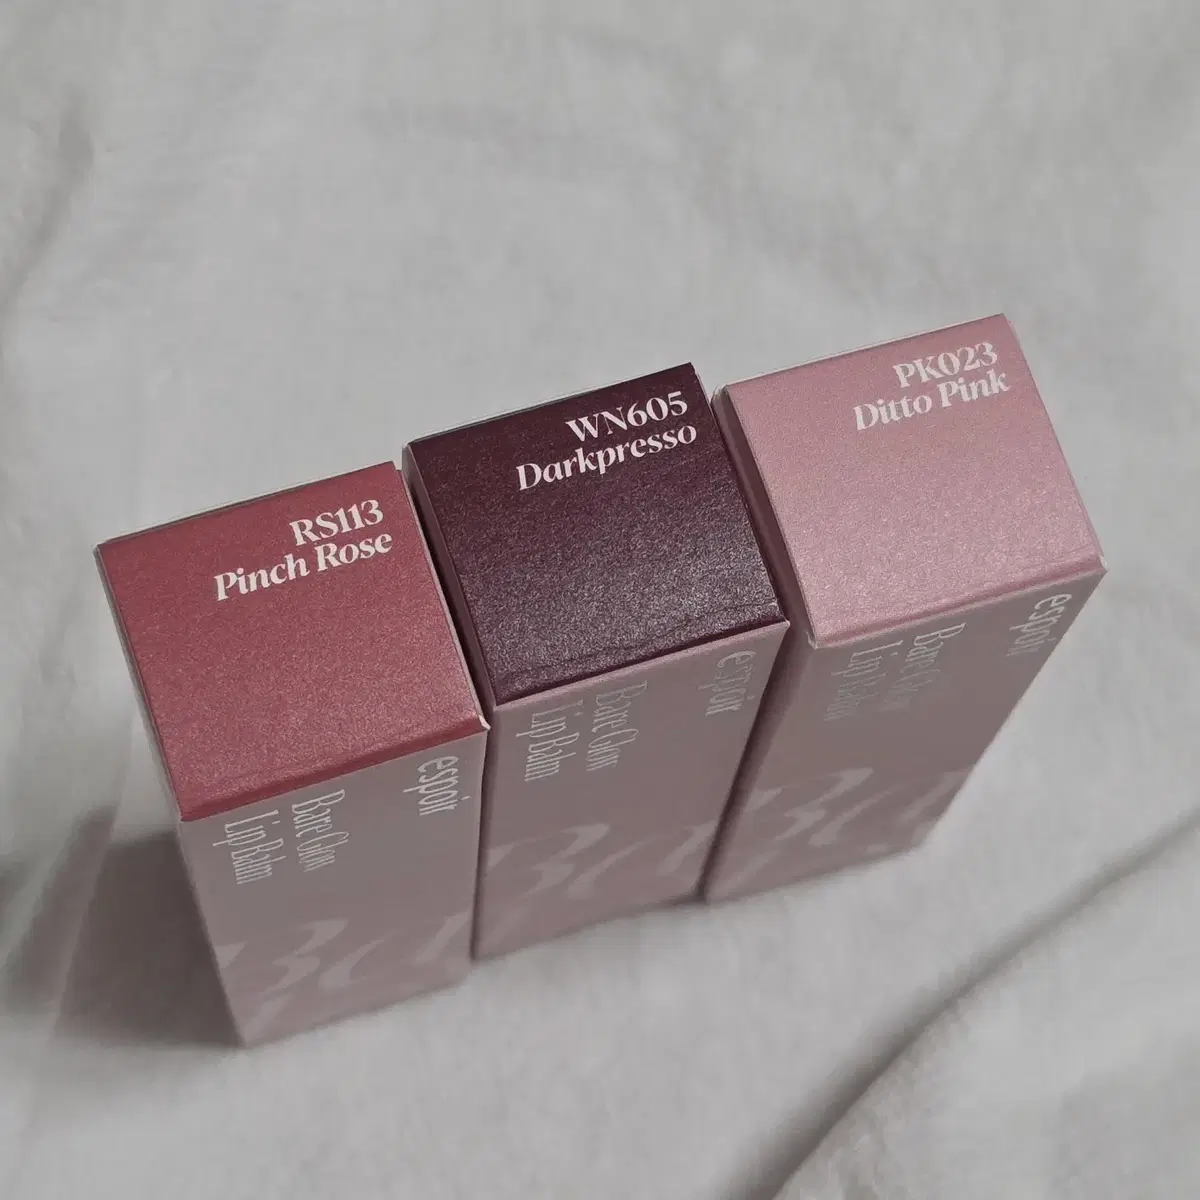 RS113
Pinch Rose
espoir
Bare Glow
Lip Balm
WN605
Darkpresso
espoir
Bare Glow
Lip Balm
PK023
Ditto Pink
espoir
Bare Glow
Lip Balm